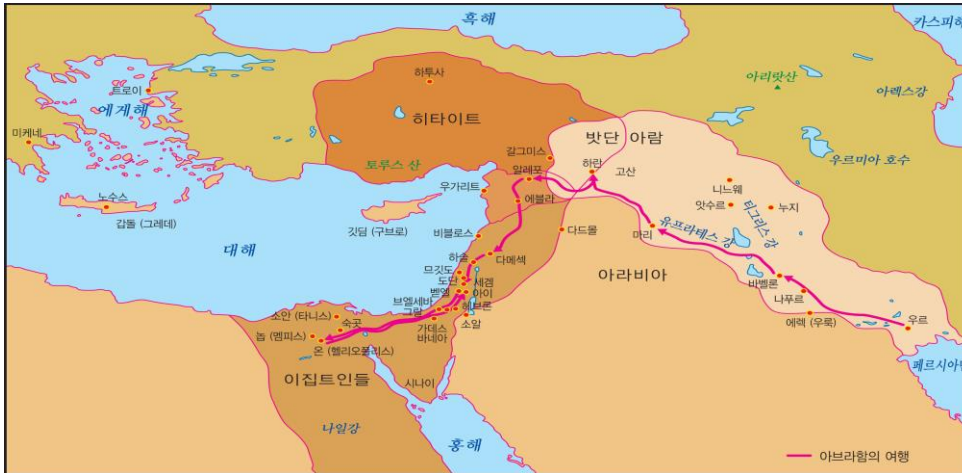 흑해
카스피해
하투사
아라랏산
트로이
아렉스강
에게해
히타이트
밧단 아람
미케네
갈그미스
우르미아 호수
토루스 산
알레포
하란
고산
니느웨
우가리트
에블라
앗수르
누지
티그리스 강
노수스
갑돌 (그레데)
깃딤 (구브로)
비블로스
다드몰
마리
유프라테스 강
대해
하솔
다메섹
아라비아
므깃도
도단
세겜
바벨론
벧엘
아이
나푸르
브엘세바
헤브론
소안 (타니스)
그랄
에렉 (우룩)
우르
숙곳
가데스
바네아
소알
놉 (멤피스)
온 (헬리오폴리스)
페르시아만
이집트인들
시나이
나일강
홍해
아브라함의 여행